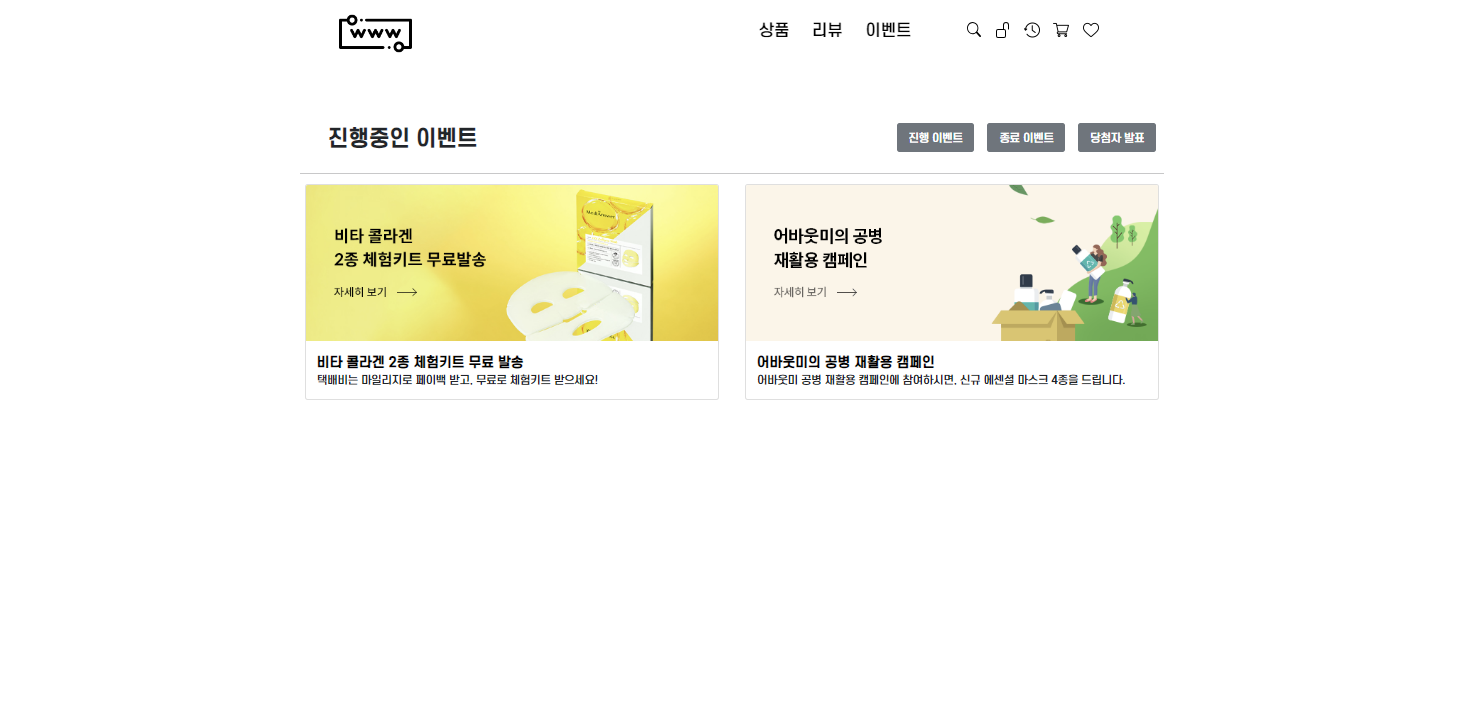 www
상품 리뷰 이벤트
진행중인 이벤트
진행 이벤트 종료 이벤트 당첨자 발표
비타 콜라겐
2종 체험키트 무료발송
자세히 보기
비타 콜라겐 2종 체험키트 무료 발송
택배비는 마일리지로 페이백 받고, 무료로 체험키트 받으세요!
어바웃미의 공병
재활용 캠페인
자세히 보기
어바웃미의 공병 재활용 캠페인
어바웃미 공병 재활용 캠페인에 참여하시면, 신규 에센셜 마스크 4종을 드립니다.